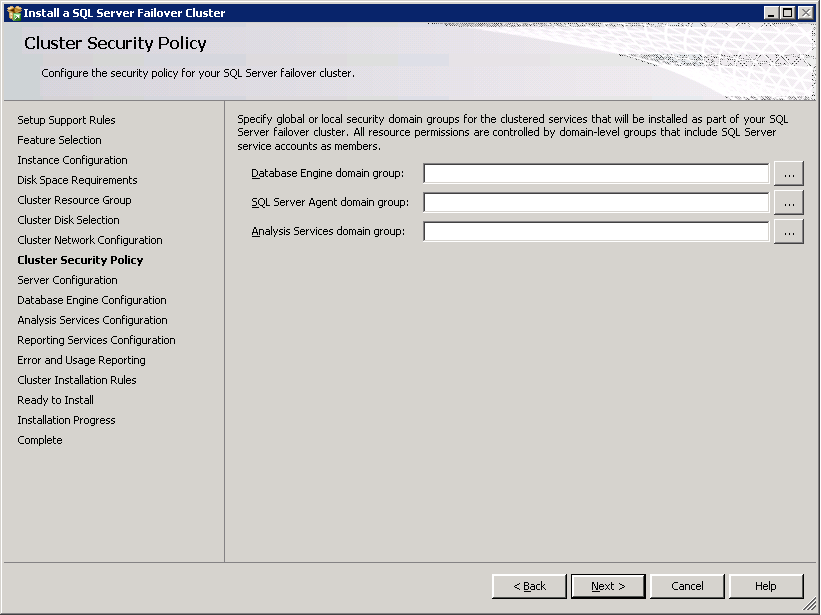 Install a SQL Server Failover Cluster
Cluster Security Policy
Configure the security policy for your SQL Server failover cluster.
Setup Support Rules
Feature Selection
Instance Configuration
Disk Space Requirements
Cluster Resource Group
Cluster Disk Selection
Cluster Network Configuration
Cluster Security Policy
Server Configuration
Database Engine Configuration
Analysis Services Configuration
Reporting Services Configuration
Error and Usage Reporting
Cluster Installation Rules
Ready to Install
Installation Progress
Complete
Specify global or local security domain groups for the clustered services that will be installed as part of your SQL
Server failover cluster. All resource permissions are controlled by domain-level groups that include SQL Server
service accounts as members.
Database Engine domain group: ...
SQL Server Agent domain group: ...
Analysis Services domain group: ...
< Back Next > Cancel Help